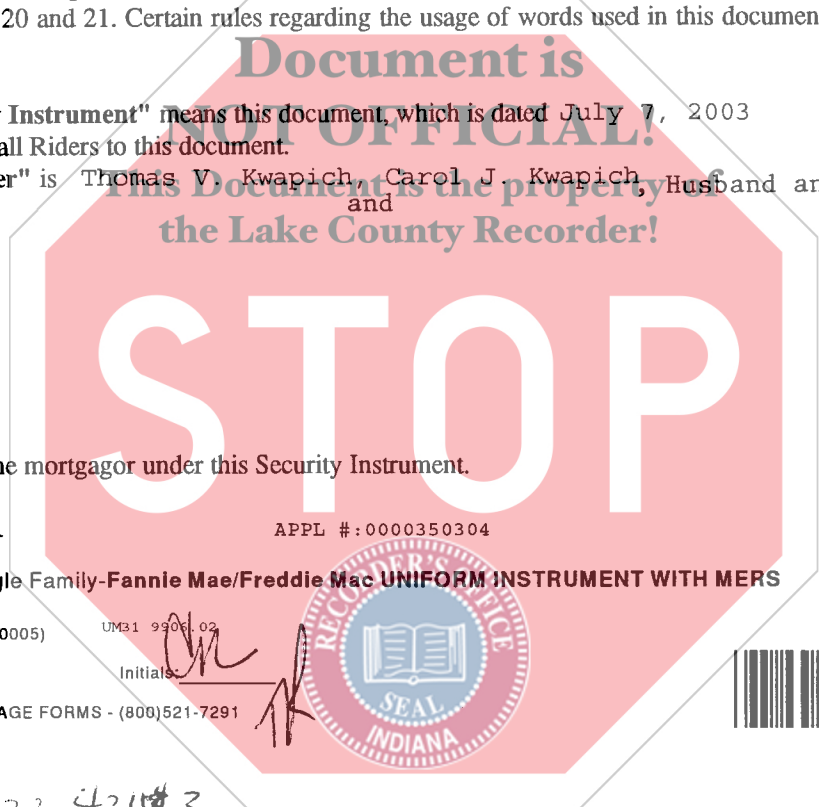 20 and 21. Certain rules regarding the usage of words used in this documen
Document is
Instrument" means this document, which is dated July 7, 2003
NOT OFFICIAL!
all Riders to this document.
er" is Thomas V. Kwapich, Carol J. Kwapich, Husband an
and
This Document is the property of
the Lake County Recorder!
STOP
he mortgagor under this Security Instrument.
APPL #:0000350304
gle Family-Fannie Mae/Freddie Mac UNIFORM INSTRUMENT WITH MERS
0005)
UM31 9906.02
Initials:
AGE FORMS - (800)521-7291
RECORDER'S OFFICE
SEAL
INDIANA